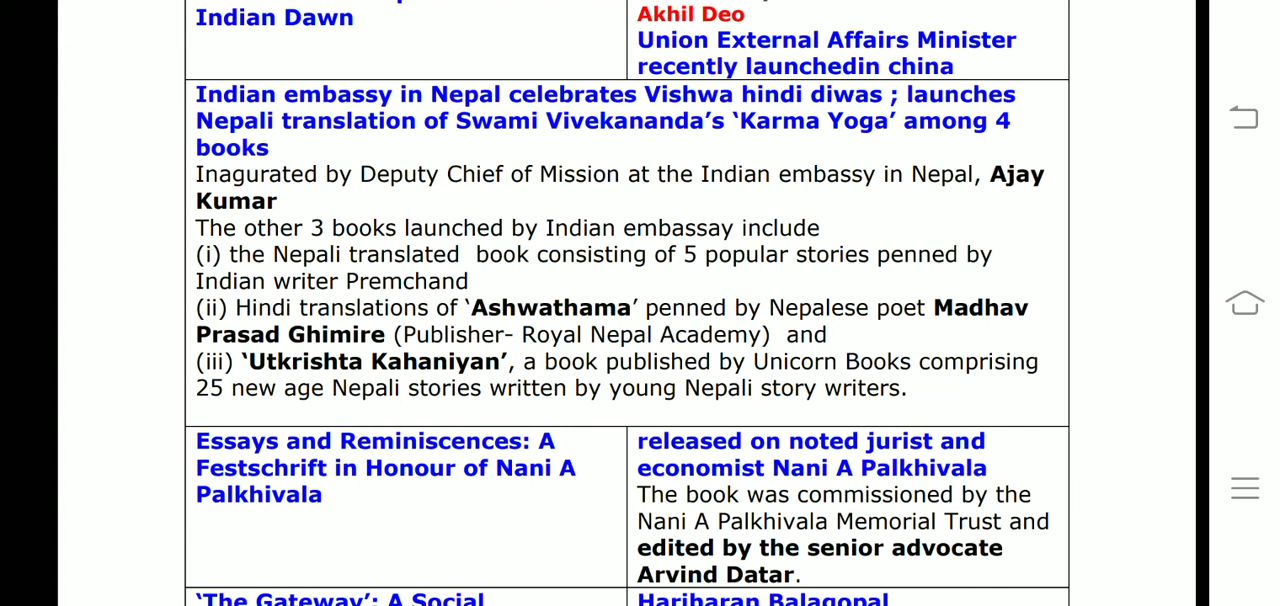 Indian Dawn
Akhil Deo
Union External Affairs Minister
recently launchedin china
Indian embassy in Nepal celebrates Vishwa hindi diwas ; launches
Nepali translation of Swami Vivekananda's ‘Karma Yoga’ among 4
books
Inagurated by Deputy Chief of Mission at the Indian embassy in Nepal, Ajay
Kumar
The other 3 books launched by Indian embassay include
(i) the Nepali translated  book consisting of 5 popular stories penned by
Indian writer Premchand
(ii) Hindi translations of ‘Ashwathama’ penned by Nepalese poet Madhav
Prasad Ghimire (Publisher- Royal Nepal Academy)  and
(iii) ‘Utkrishta Kahaniyan’, a book published by Unicorn Books comprising
25 new age Nepali stories written by young Nepali story writers.
Essays and Reminiscences: A
Festschrift in Honour of Nani A
Palkhivala
released on noted jurist and
economist Nani A Palkhivala
The book was commissioned by the
Nani A Palkhivala Memorial Trust and
edited by the senior advocate
Arvind Datar.
‘The Gateway’: A Social
Hariharan Balagopal